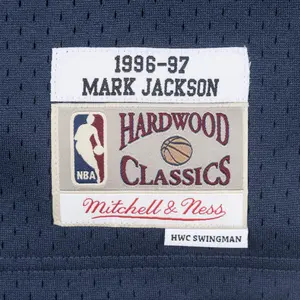 1996-97
MARK JACKSON
HARDWOOD
NBA
CLASSICS
Mitchell & Ness
HWC SWINGMAN